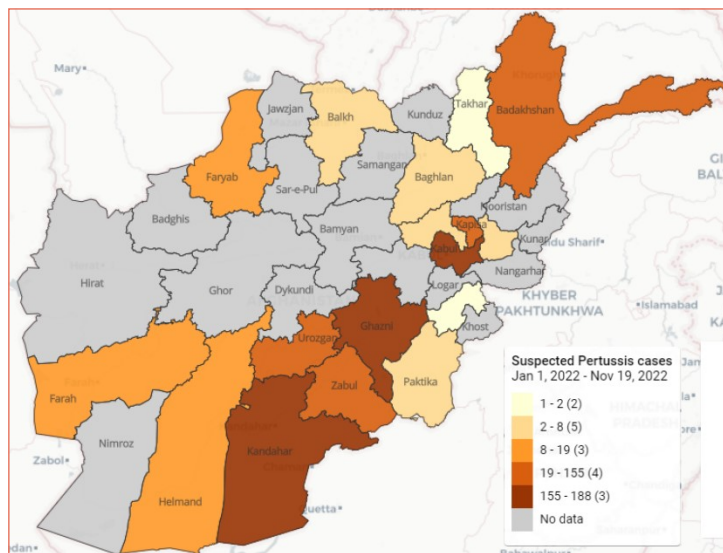 Mary
Jawzjan
Balkh
Kunduz
Takhar
Badakhshan
Faryab
Samangan
Baghlan
Sar-e-Pul
Badghis
Nooristan
Bamyan
Kapisa
Kabul
Kunar
du Sharif
Nangarhar
Hirat
Ghor
Dykundi
Logar
KHYBER
PAKHTUNKHWA
Islamabad
Ghazni
Khost
Urozgan
Zabul
Paktika
Farah
Kandahar
Nimroz
Zabol
Helmand
uetta
Suspected Pertussis cases
Jan 1, 2022 - Nov 19, 2022
1 - 2 (2)
2 - 8 (5)
8 - 19 (3)
19 - 155 (4)
155 - 188 (3)
No data